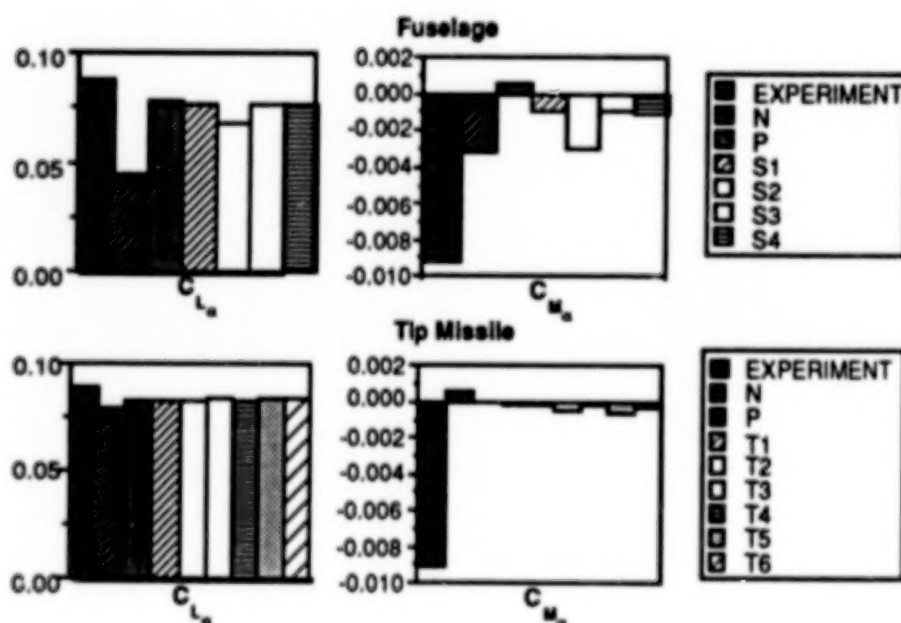 Fuselage
0.10
0.05
0.00
C_Lα
0.002
0.000
-0.002
-0.004
-0.006
-0.008
-0.010
C_Mα
EXPERIMENT
N
P
S1
S2
S3
S4
Tip Missile
0.10
0.05
0.00
C_Lα
0.002
0.000
-0.002
-0.004
-0.006
-0.008
-0.010
C_Mα
EXPERIMENT
N
P
T1
T2
T3
T4
T5
T6